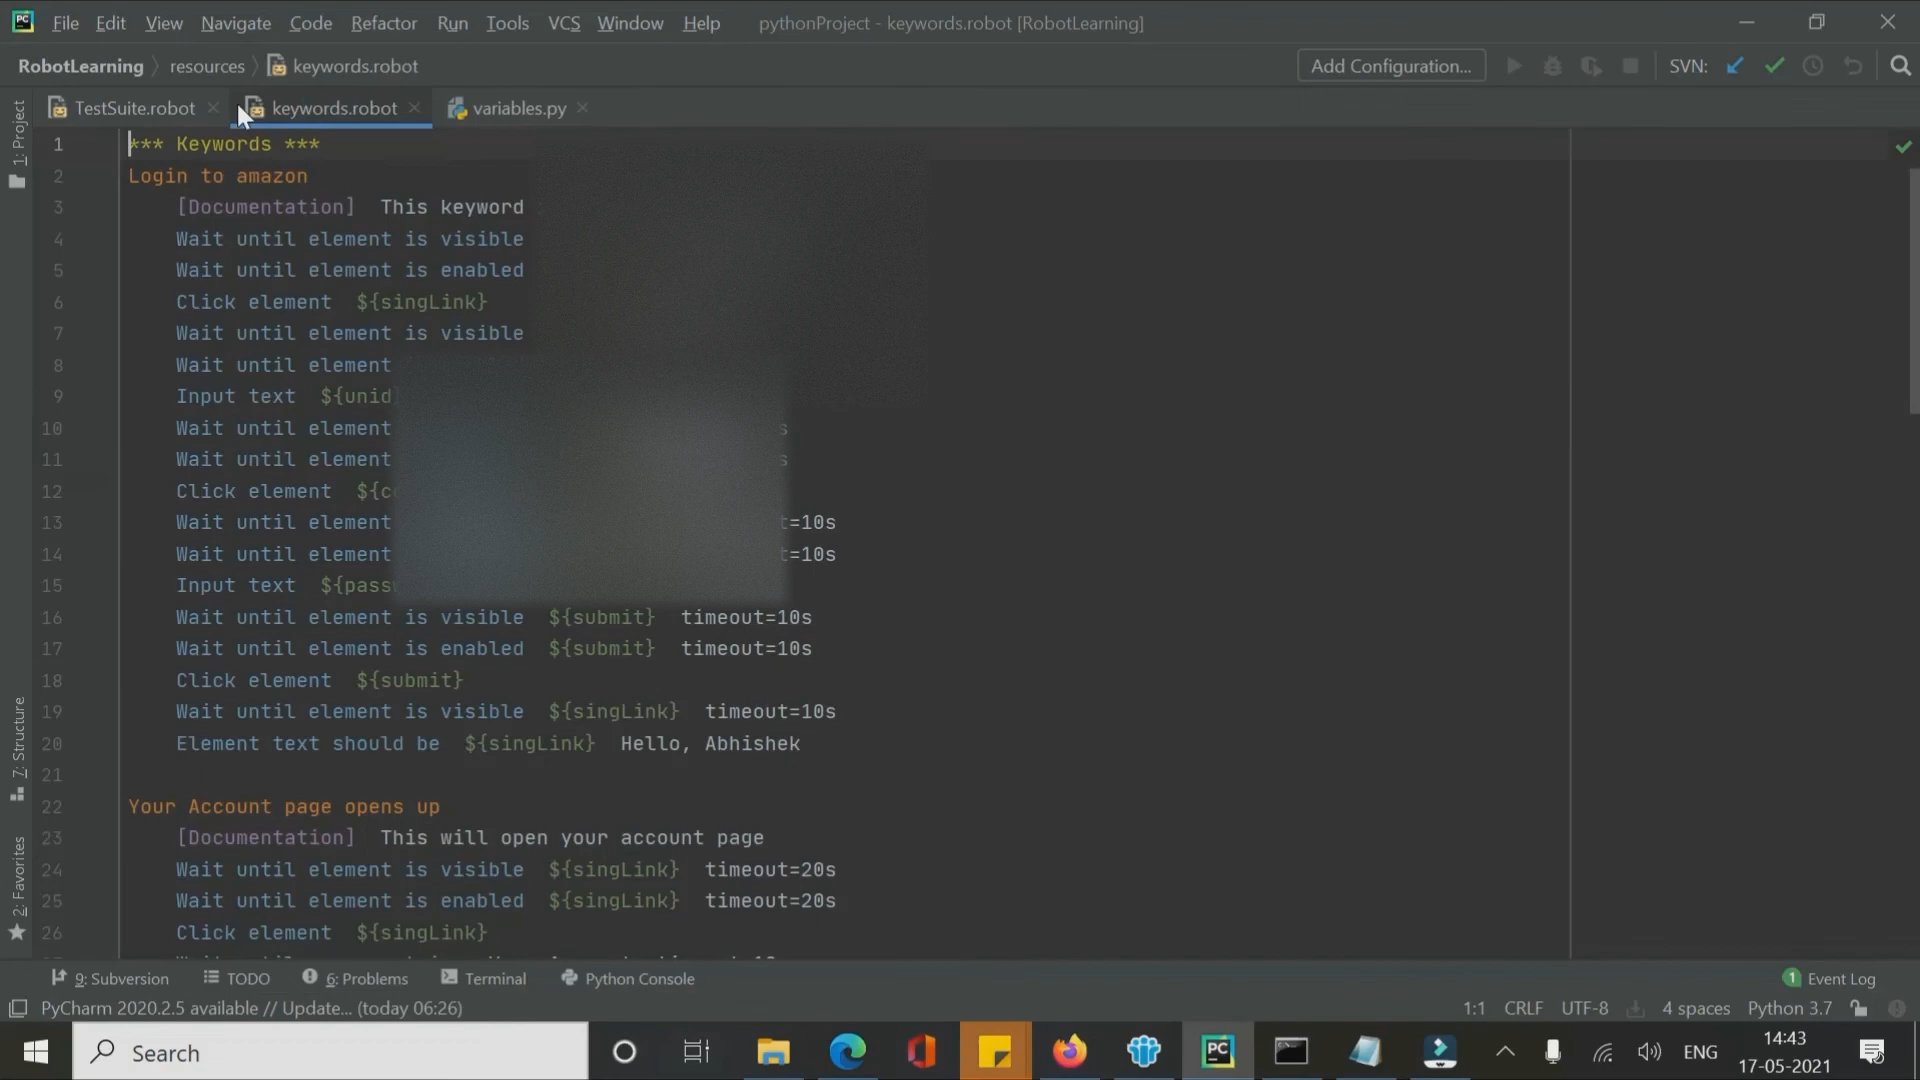 File Edit View Navigate Code Refactor Run Tools VCS Window Help pythonProject - keywords.robot [RobotLearning]
RobotLearning resources keywords.robot Add Configuration... SVN:
TestSuite.robot keywords.robot variables.py
1 *** Keywords ***
2 Login to amazon
3 [Documentation] This keyword
4 Wait until element is visible
5 Wait until element is enabled
6 Click element ${singLink}
7 Wait until element is visible
8 Wait until element
9 Input text ${unid}
10 Wait until element s
11 Wait until element s
12 Click element ${c
13 Wait until element t=10s
14 Wait until element t=10s
15 Input text ${pass
16 Wait until element is visible ${submit} timeout=10s
17 Wait until element is enabled ${submit} timeout=10s
18 Click element ${submit}
19 Wait until element is visible ${singLink} timeout=10s
20 Element text should be ${singLink} Hello, Abhishek
21
22 Your Account page opens up
23 [Documentation] This will open your account page
24 Wait until element is visible ${singLink} timeout=20s
25 Wait until element is enabled ${singLink} timeout=20s
26 Click element ${singLink}
1: Project
7: Structure
2: Favorites
9: Subversion TODO 6: Problems Terminal Python Console 1 Event Log
PyCharm 2020.2.5 available // Update... (today 06:26) 1:1 CRLF UTF-8 4 spaces Python 3.7
Search ENG 14:43
17-05-2021